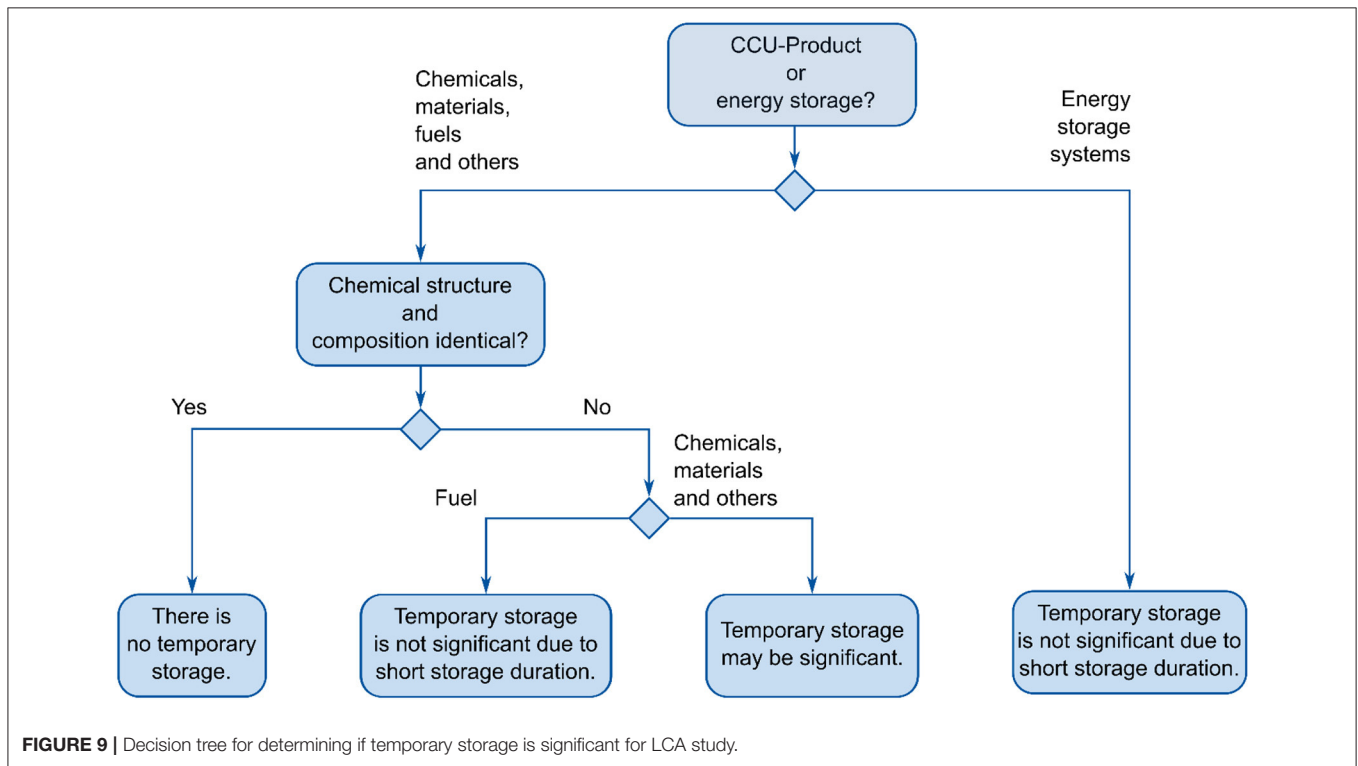 CCU-Product
or
energy storage?
Chemicals,
materials,
fuels
and others
Energy
storage
systems
Chemical structure
and
composition identical?
Yes
No
Chemicals,
materials
and others
Fuel
There is
no temporary
storage.
Temporary storage
is not significant due to
short storage duration.
Temporary storage
may be significant.
Temporary storage
is not significant due to
short storage duration.
FIGURE 9 | Decision tree for determining if temporary storage is significant for LCA study.